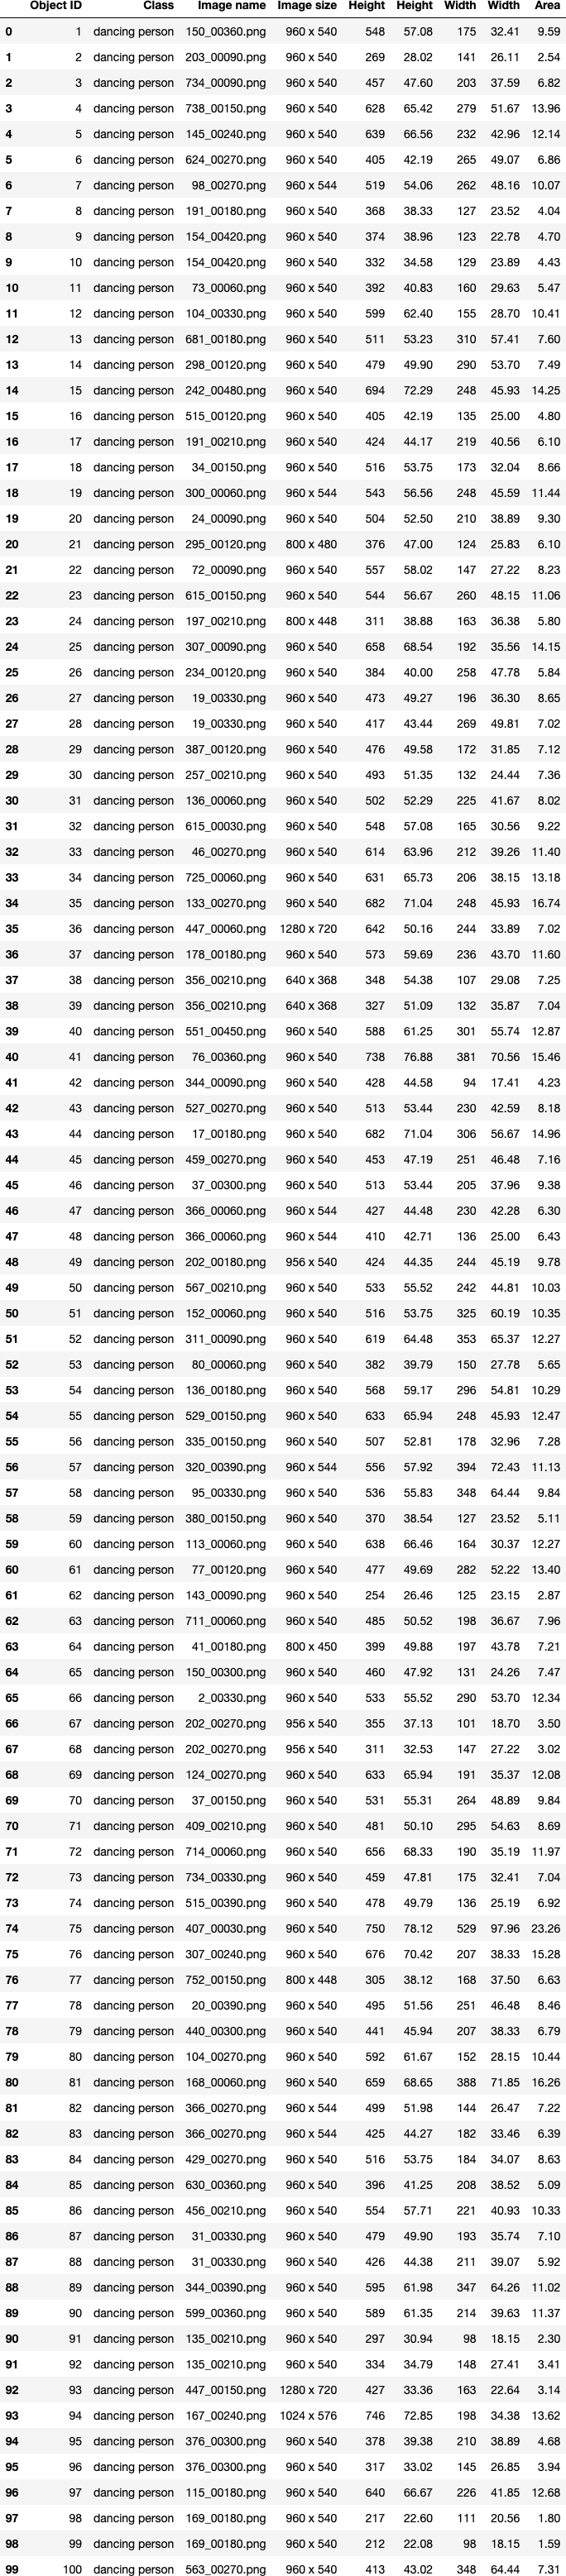 Object ID Class Image name Image size Height Height Width Width Area
0 1 dancing person 150_00360.png 960 x 540 548 57.08 175 32.41 9.59
1 2 dancing person 203_00090.png 960 x 540 269 28.02 141 26.11 2.54
2 3 dancing person 734_00090.png 960 x 540 457 47.60 203 37.59 6.82
3 4 dancing person 738_00150.png 960 x 540 628 65.42 279 51.67 13.96
4 5 dancing person 145_00240.png 960 x 540 639 66.56 232 42.96 12.14
5 6 dancing person 624_00270.png 960 x 540 405 42.19 265 49.07 6.86
6 7 dancing person 98_00270.png 960 x 544 519 54.06 262 48.16 10.07
7 8 dancing person 191_00180.png 960 x 540 368 38.33 127 23.52 4.04
8 9 dancing person 154_00420.png 960 x 540 374 38.96 123 22.78 4.70
9 10 dancing person 154_00420.png 960 x 540 332 34.58 129 23.89 4.43
10 11 dancing person 73_00060.png 960 x 540 392 40.83 160 29.63 5.47
11 12 dancing person 104_00330.png 960 x 540 599 62.40 155 28.70 10.41
12 13 dancing person 681_00180.png 960 x 540 511 53.23 310 57.41 7.60
13 14 dancing person 298_00120.png 960 x 540 479 49.90 290 53.70 7.49
14 15 dancing person 242_00480.png 960 x 540 694 72.29 248 45.93 14.25
15 16 dancing person 515_00120.png 960 x 540 405 42.19 135 25.00 4.80
16 17 dancing person 191_00210.png 960 x 540 424 44.17 219 40.56 6.10
17 18 dancing person 34_00150.png 960 x 540 516 53.75 173 32.04 8.66
18 19 dancing person 300_00060.png 960 x 544 543 56.56 248 45.59 11.44
19 20 dancing person 24_00090.png 960 x 540 504 52.50 210 38.89 9.30
20 21 dancing person 295_00120.png 800 x 480 376 47.00 124 25.83 6.10
21 22 dancing person 72_00090.png 960 x 540 557 58.02 147 27.22 8.23
22 23 dancing person 615_00150.png 960 x 540 544 56.67 260 48.15 11.06
23 24 dancing person 197_00210.png 800 x 448 311 38.88 163 36.38 5.80
24 25 dancing person 307_00090.png 960 x 540 658 68.54 192 35.56 14.15
25 26 dancing person 234_00120.png 960 x 540 384 40.00 258 47.78 5.84
26 27 dancing person 19_00330.png 960 x 540 473 49.27 196 36.30 8.65
27 28 dancing person 19_00330.png 960 x 540 417 43.44 269 49.81 7.02
28 29 dancing person 387_00120.png 960 x 540 476 49.58 172 31.85 7.12
29 30 dancing person 257_00210.png 960 x 540 493 51.35 132 24.44 7.36
30 31 dancing person 136_00060.png 960 x 540 502 52.29 225 41.67 8.02
31 32 dancing person 615_00030.png 960 x 540 548 57.08 165 30.56 9.22
32 33 dancing person 46_00270.png 960 x 540 614 63.96 212 39.26 11.40
33 34 dancing person 725_00060.png 960 x 540 631 65.73 206 38.15 13.18
34 35 dancing person 133_00270.png 960 x 540 682 71.04 248 45.93 16.74
35 36 dancing person 447_00060.png 1280 x 720 642 50.16 244 33.89 7.02
36 37 dancing person 178_00180.png 960 x 540 573 59.69 236 43.70 11.60
37 38 dancing person 356_00210.png 640 x 368 348 54.38 107 29.08 7.25
38 39 dancing person 356_00210.png 640 x 368 327 51.09 132 35.87 7.04
39 40 dancing person 551_00450.png 960 x 540 588 61.25 301 55.74 12.87
40 41 dancing person 76_00360.png 960 x 540 738 76.88 381 70.56 15.46
41 42 dancing person 344_00090.png 960 x 540 428 44.58 94 17.41 4.23
42 43 dancing person 527_00270.png 960 x 540 513 53.44 230 42.59 8.18
43 44 dancing person 17_00180.png 960 x 540 682 71.04 306 56.67 14.96
44 45 dancing person 459_00270.png 960 x 540 453 47.19 251 46.48 7.16
45 46 dancing person 37_00300.png 960 x 540 513 53.44 205 37.96 9.38
46 47 dancing person 366_00060.png 960 x 544 427 44.48 230 42.28 6.30
47 48 dancing person 366_00060.png 960 x 544 410 42.71 136 25.00 6.43
48 49 dancing person 202_00180.png 956 x 540 424 44.35 244 45.19 9.78
49 50 dancing person 567_00210.png 960 x 540 533 55.52 242 44.81 10.03
50 51 dancing person 152_00060.png 960 x 540 516 53.75 325 60.19 10.35
51 52 dancing person 311_00090.png 960 x 540 619 64.48 353 65.37 12.27
52 53 dancing person 80_00060.png 960 x 540 382 39.79 150 27.78 5.65
53 54 dancing person 136_00180.png 960 x 540 568 59.17 296 54.81 10.29
54 55 dancing person 529_00150.png 960 x 540 633 65.94 248 45.93 12.47
55 56 dancing person 335_00150.png 960 x 540 507 52.81 178 32.96 7.28
56 57 dancing person 320_00390.png 960 x 544 556 57.92 394 72.43 11.13
57 58 dancing person 95_00330.png 960 x 540 536 55.83 348 64.44 9.84
58 59 dancing person 380_00150.png 960 x 540 370 38.54 127 23.52 5.11
59 60 dancing person 113_00060.png 960 x 540 638 66.46 164 30.37 12.27
60 61 dancing person 77_00120.png 960 x 540 477 49.69 282 52.22 13.40
61 62 dancing person 143_00090.png 960 x 540 254 26.46 125 23.15 2.87
62 63 dancing person 711_00060.png 960 x 540 485 50.52 198 36.67 7.96
63 64 dancing person 41_00180.png 800 x 450 399 49.88 197 43.78 7.21
64 65 dancing person 150_00300.png 960 x 540 460 47.92 131 24.26 7.47
65 66 dancing person 2_00330.png 960 x 540 533 55.52 290 53.70 12.34
66 67 dancing person 202_00270.png 956 x 540 355 37.13 101 18.70 3.50
67 68 dancing person 202_00270.png 956 x 540 311 32.53 147 27.22 3.02
68 69 dancing person 124_00270.png 960 x 540 633 65.94 191 35.37 12.08
69 70 dancing person 37_00150.png 960 x 540 531 55.31 264 48.89 9.84
70 71 dancing person 409_00210.png 960 x 540 481 50.10 295 54.63 8.69
71 72 dancing person 714_00060.png 960 x 540 656 68.33 190 35.19 11.97
72 73 dancing person 734_00330.png 960 x 540 459 47.81 175 32.41 7.04
73 74 dancing person 515_00390.png 960 x 540 478 49.79 136 25.19 6.92
74 75 dancing person 407_00030.png 960 x 540 750 78.12 529 97.96 23.26
75 76 dancing person 307_00240.png 960 x 540 676 70.42 207 38.33 15.28
76 77 dancing person 752_00150.png 800 x 448 305 38.12 168 37.50 6.63
77 78 dancing person 20_00390.png 960 x 540 495 51.56 251 46.48 8.46
78 79 dancing person 440_00300.png 960 x 540 441 45.94 207 38.33 6.79
79 80 dancing person 104_00270.png 960 x 540 592 61.67 152 28.15 10.44
80 81 dancing person 168_00060.png 960 x 540 659 68.65 388 71.85 16.26
81 82 dancing person 366_00270.png 960 x 544 499 51.98 144 26.47 7.22
82 83 dancing person 366_00270.png 960 x 544 425 44.27 182 33.46 6.39
83 84 dancing person 429_00270.png 960 x 540 516 53.75 184 34.07 8.63
84 85 dancing person 630_00360.png 960 x 540 396 41.25 208 38.52 5.09
85 86 dancing person 456_00210.png 960 x 540 554 57.71 221 40.93 10.33
86 87 dancing person 31_00330.png 960 x 540 479 49.90 193 35.74 7.10
87 88 dancing person 31_00330.png 960 x 540 426 44.38 211 39.07 5.92
88 89 dancing person 344_00390.png 960 x 540 595 61.98 347 64.26 11.02
89 90 dancing person 599_00360.png 960 x 540 589 61.35 214 39.63 11.37
90 91 dancing person 135_00210.png 960 x 540 297 30.94 98 18.15 2.30
91 92 dancing person 135_00210.png 960 x 540 334 34.79 148 27.41 3.41
92 93 dancing person 447_00150.png 1280 x 720 427 33.36 163 22.64 3.14
93 94 dancing person 167_00240.png 1024 x 576 746 72.85 198 34.38 13.62
94 95 dancing person 376_00300.png 960 x 540 378 39.38 210 38.89 4.68
95 96 dancing person 376_00300.png 960 x 540 317 33.02 145 26.85 3.94
96 97 dancing person 115_00180.png 960 x 540 640 66.67 226 41.85 12.68
97 98 dancing person 169_00180.png 960 x 540 217 22.60 111 20.56 1.80
98 99 dancing person 169_00180.png 960 x 540 212 22.08 98 18.15 1.59
99 100 dancing person 563_00270.png 960 x 540 413 43.02 348 64.44 7.31